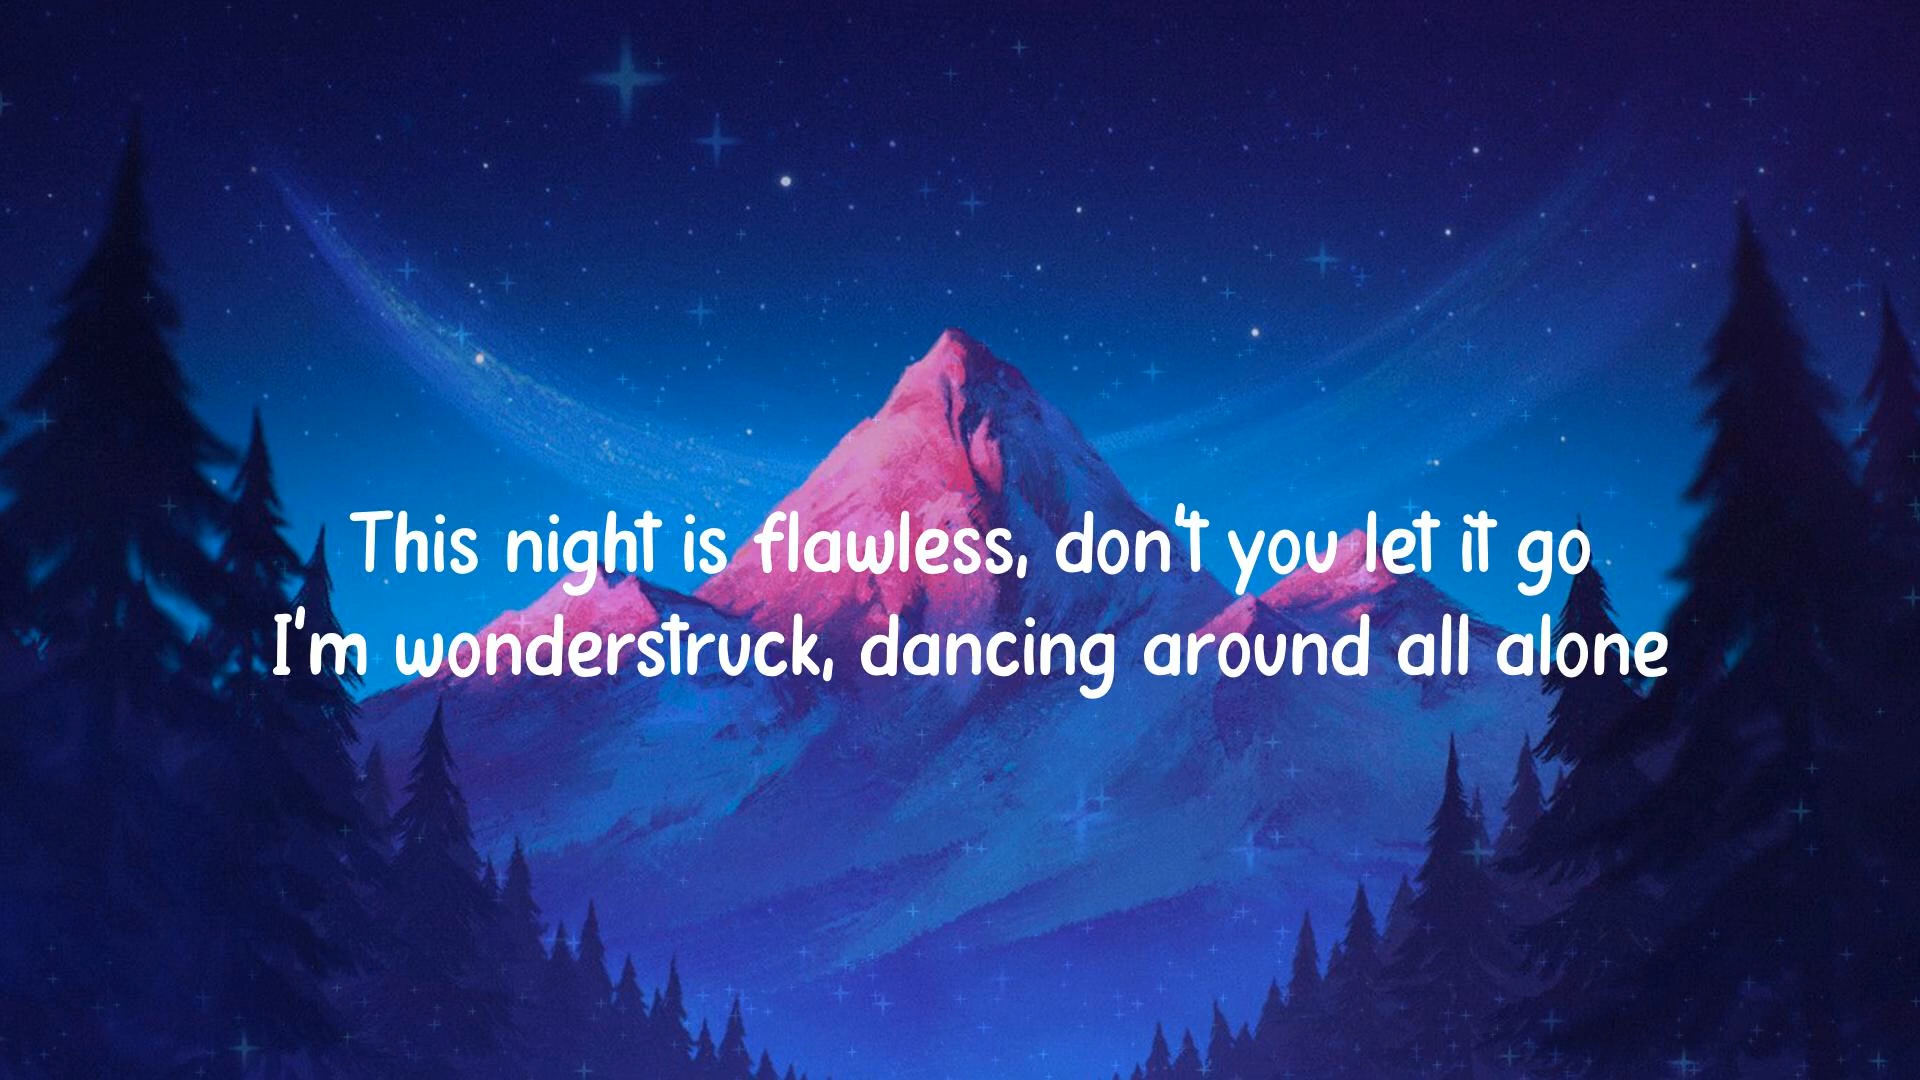 This night is flawless, don't you let it go
I'm wonderstruck, dancing around all alone